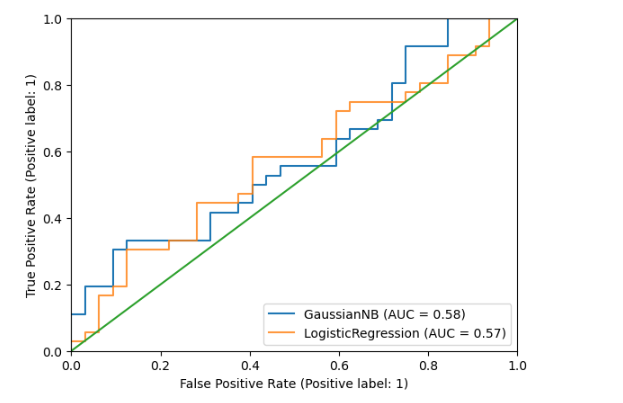 1.0
0.8
0.6
0.4
0.2
0.0
True Positive Rate (Positive label: 1)
GaussianNB (AUC = 0.58)
LogisticRegression (AUC = 0.57)
0.0 0.2 0.4 0.6 0.8 1.0
False Positive Rate (Positive label: 1)